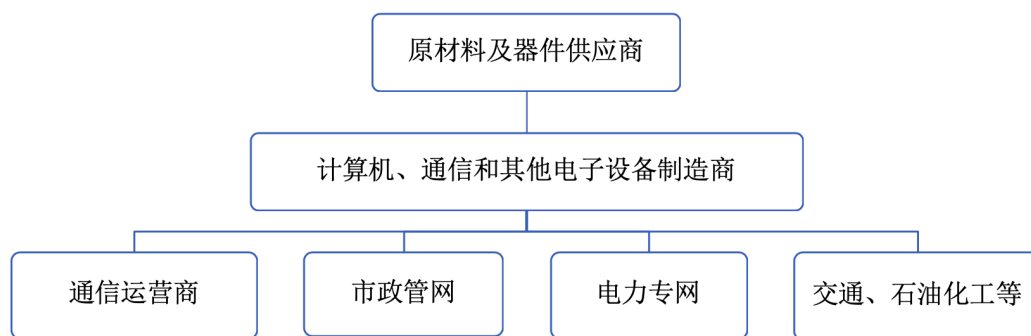 原材料及器件供应商
计算机、通信和其他电子设备制造商
通信运营商
市政管网
电力专网
交通、石油化工等